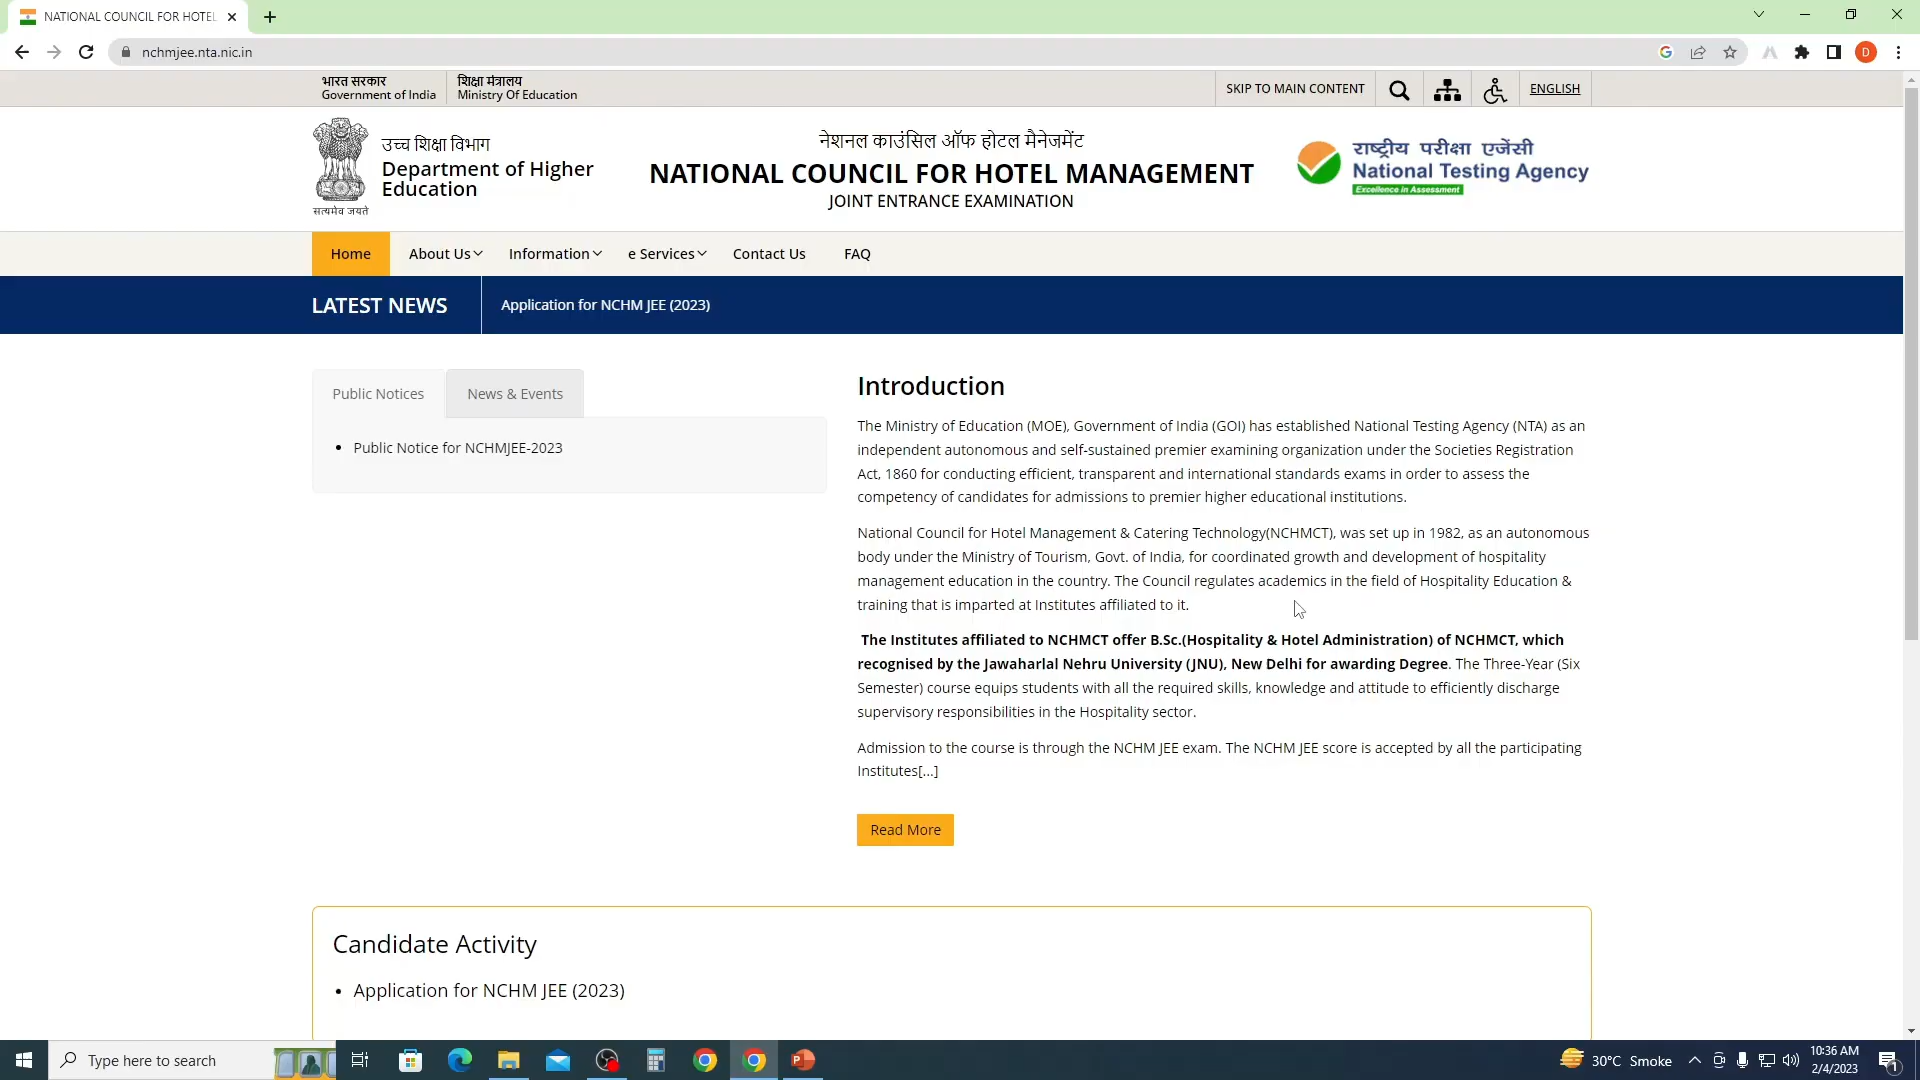 NATIONAL COUNCIL FOR HOTEL
nchmjee.nta.nic.in
D
भारत सरकार
Government of India
शिक्षा मंत्रालय
Ministry Of Education
SKIP TO MAIN CONTENT
ENGLISH
सत्यमेव जयते
उच्च शिक्षा विभाग
Department of Higher
Education
नेशनल काउंसिल ऑफ होटल मैनेजमेंट
NATIONAL COUNCIL FOR HOTEL MANAGEMENT
JOINT ENTRANCE EXAMINATION
राष्ट्रीय परीक्षा एजेंसी
National Testing Agency
Excellence in Assessment
Home
About Us
Information
e Services
Contact Us
FAQ
LATEST NEWS
Application for NCHM JEE (2023)
Public Notices
News & Events
Public Notice for NCHMJEE-2023
Introduction
The Ministry of Education (MOE), Government of India (GOI) has established National Testing Agency (NTA) as an
independent autonomous and self-sustained premier examining organization under the Societies Registration
Act, 1860 for conducting efficient, transparent and international standards exams in order to assess the
competency of candidates for admissions to premier higher educational institutions.
National Council for Hotel Management & Catering Technology(NCHMCT), was set up in 1982, as an autonomous
body under the Ministry of Tourism, Govt. of India, for coordinated growth and development of hospitality
management education in the country. The Council regulates academics in the field of Hospitality Education &
training that is imparted at Institutes affiliated to it.
The Institutes affiliated to NCHMCT offer B.Sc.(Hospitality & Hotel Administration) of NCHMCT, which
recognised by the Jawaharlal Nehru University (JNU), New Delhi for awarding Degree. The Three-Year (Six
Semester) course equips students with all the required skills, knowledge and attitude to efficiently discharge
supervisory responsibilities in the Hospitality sector.
Admission to the course is through the NCHM JEE exam. The NCHM JEE score is accepted by all the participating
Institutes[...]
Read More
Candidate Activity
Application for NCHM JEE (2023)
Type here to search
30°C Smoke
10:36 AM
2/4/2023
1